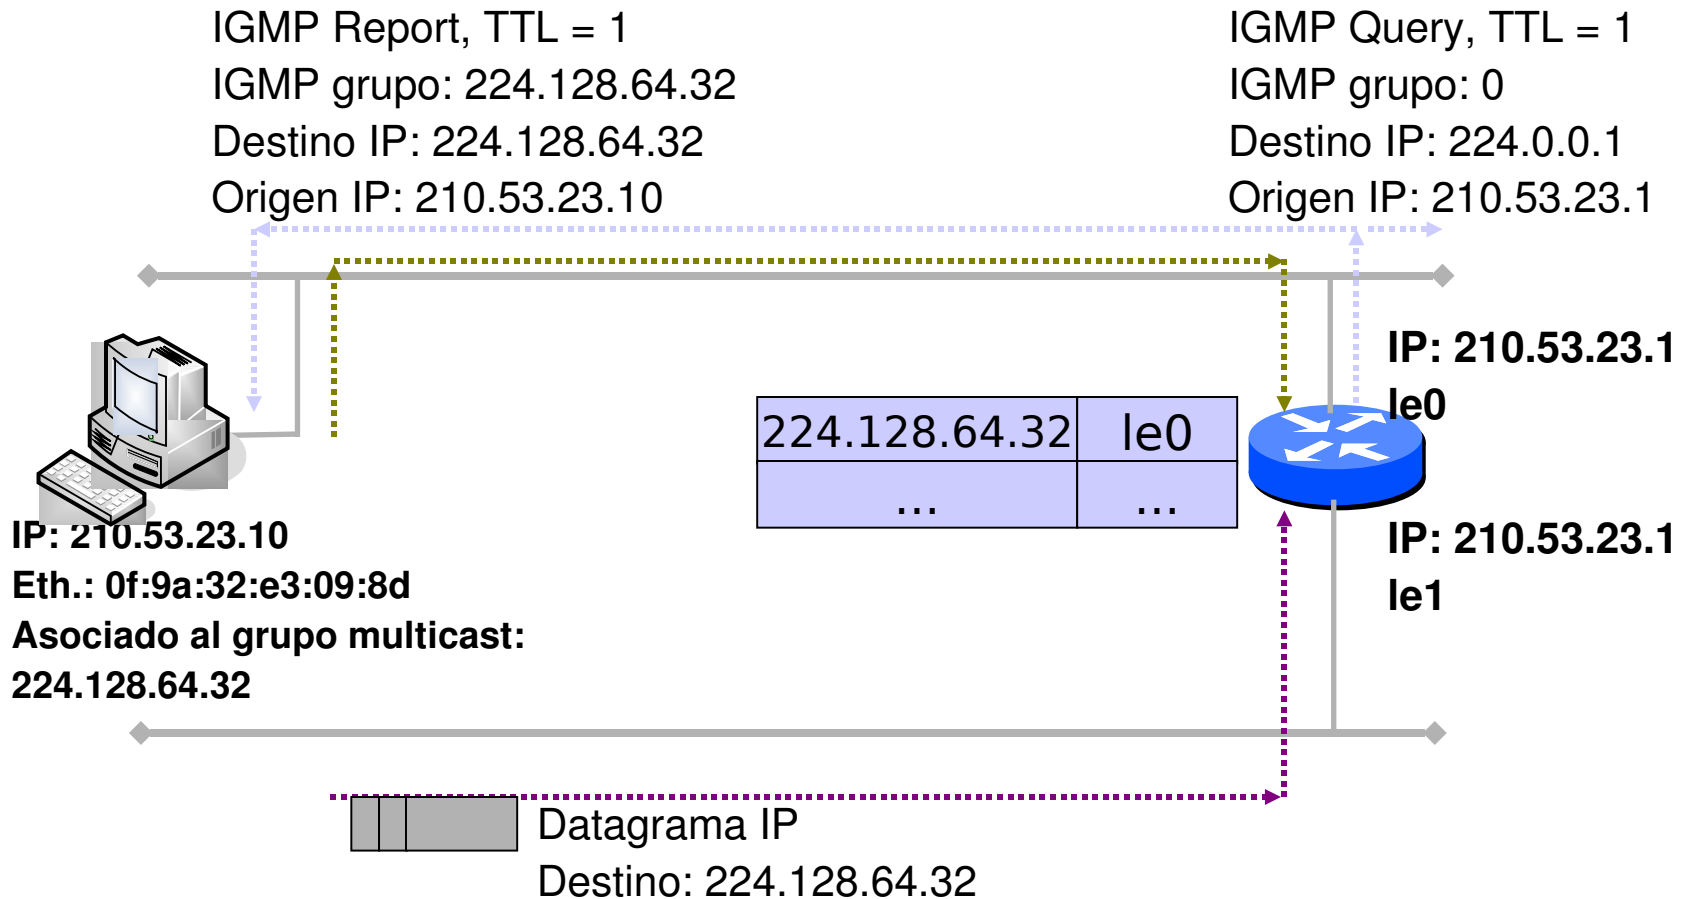 IGMP Report, TTL = 1
IGMP grupo: 224.128.64.32
Destino IP: 224.128.64.32
Origen IP: 210.53.23.10
IGMP Query, TTL = 1
IGMP grupo: 0
Destino IP: 224.0.0.1
Origen IP: 210.53.23.1
IP: 210.53.23.1
le0
224.128.64.32 le0
... ...
IP: 210.53.23.1
le1
IP: 210.53.23.10
Eth.: 0f:9a:32:e3:09:8d
Asociado al grupo multicast:
224.128.64.32
Datagrama IP
Destino: 224.128.64.32